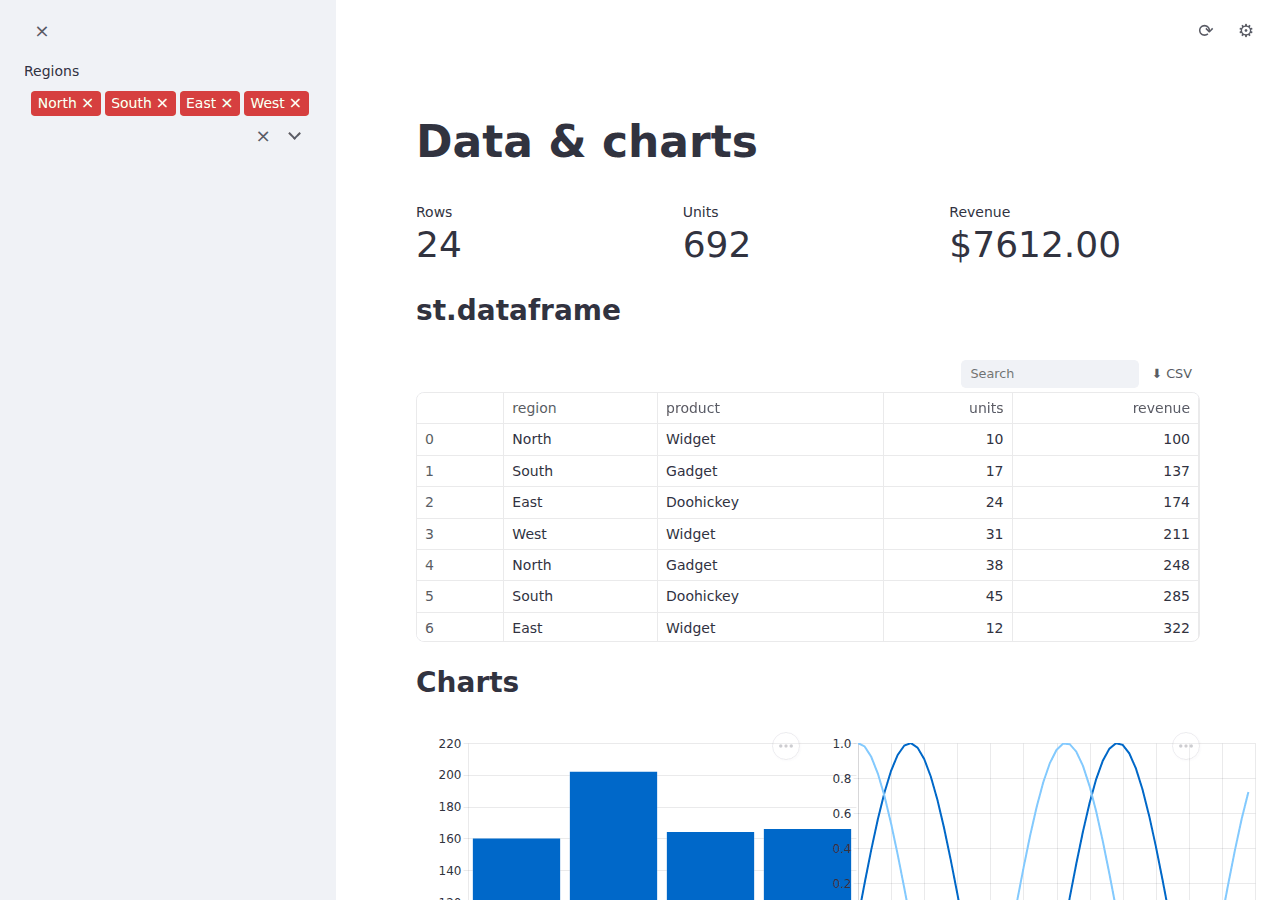 Regions
North South East West
Data & charts
Rows Units Revenue
24 692 $7612.00
st.dataframe
Search CSV
region product units revenue
0 North Widget 10 100
1 South Gadget 17 137
2 East Doohickey 24 174
3 West Widget 31 211
4 North Gadget 38 248
5 South Doohickey 45 285
6 East Widget 12 322
Charts
220 1.0
200 0.8
180 0.6
160 0.4
140 0.2
120